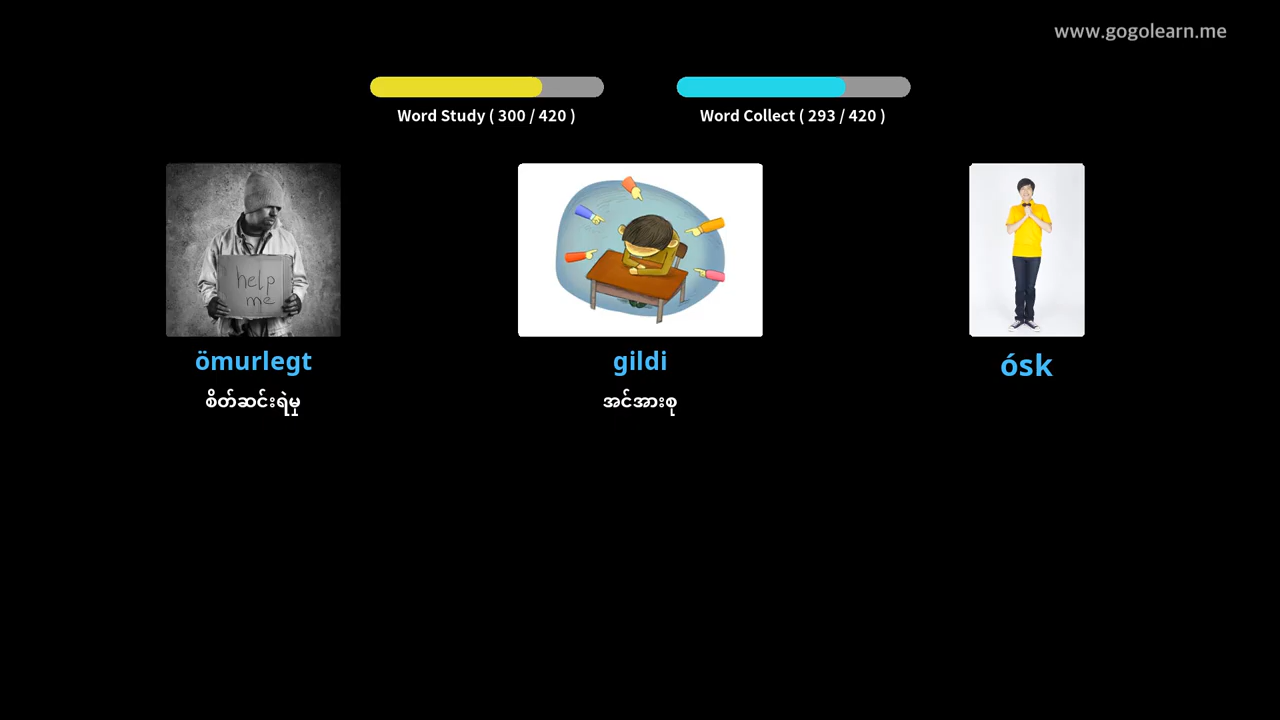 www.gogolearn.me
Word Study ( 300 / 420 )
Word Collect ( 293 / 420 )
help
me
ömurlegt
gildi
ósk
စိတ်ဆင်းရဲမှု
အင်အားစု